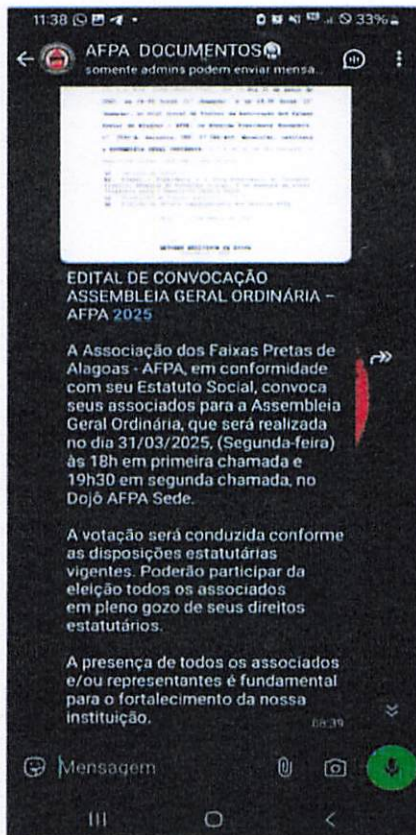 11:38
33%
AFPA DOCUMENTOS
somente admins podem enviar mensa...
EDITAL DE CONVOCAÇÃO
ASSEMBLEIA GERAL ORDINÁRIA –
AFPA 2025
A Associação dos Faixas Pretas de
Alagoas - AFPA, em conformidade
com seu Estatuto Social, convoca
seus associados para a Assembleia
Geral Ordinária, que será realizada
no dia 31/03/2025, (Segunda-feira)
às 18h em primeira chamada e
19h30 em segunda chamada, no
Dojô AFPA Sede.
A votação será conduzida conforme
as disposições estatutárias
vigentes. Poderão participar da
eleição todos os associados
em pleno gozo de seus direitos
estatutários.
A presença de todos os associados
e/ou representantes é fundamental
para o fortalecimento da nossa
instituição.
08:39
Mensagem